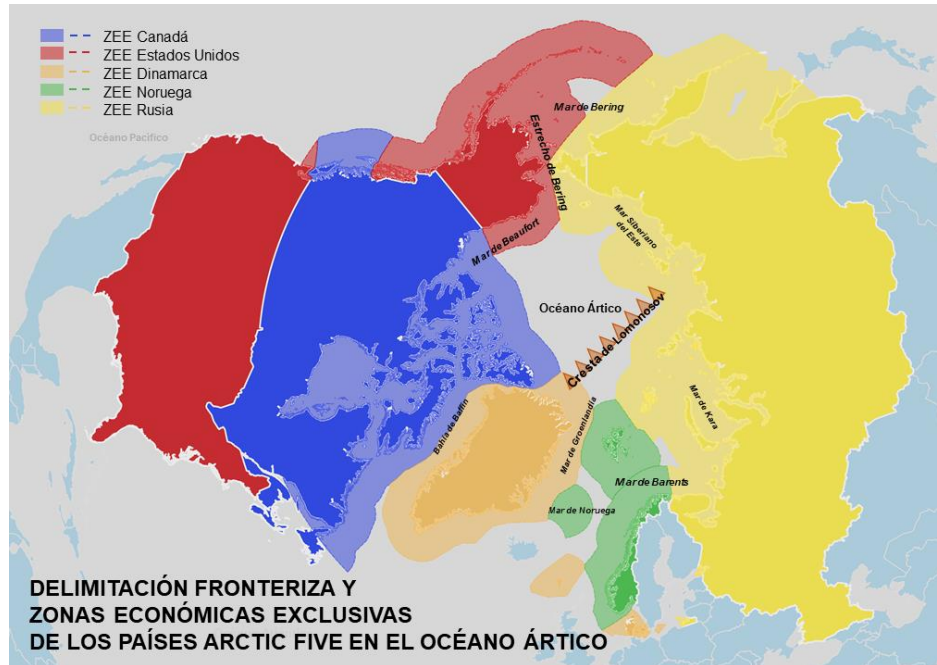 ZEE Canadá
ZEE Estados Unidos
ZEE Dinamarca
ZEE Noruega
ZEE Rusia
Océano Pacifico
Mar de Bering
Estrecho de Bering
Mar Siberiano
del Este
Mar de Beaufort
Océano Ártico
Cresta de Lomonosov
Bahía de Baffin
Mar de Groenlandia
Mar de Kara
Mar de Barents
Mar de Noruega
DELIMITACIÓN FRONTERIZA Y
ZONAS ECONÓMICAS EXCLUSIVAS
DE LOS PAÍSES ARCTIC FIVE EN EL OCÉANO ÁRTICO